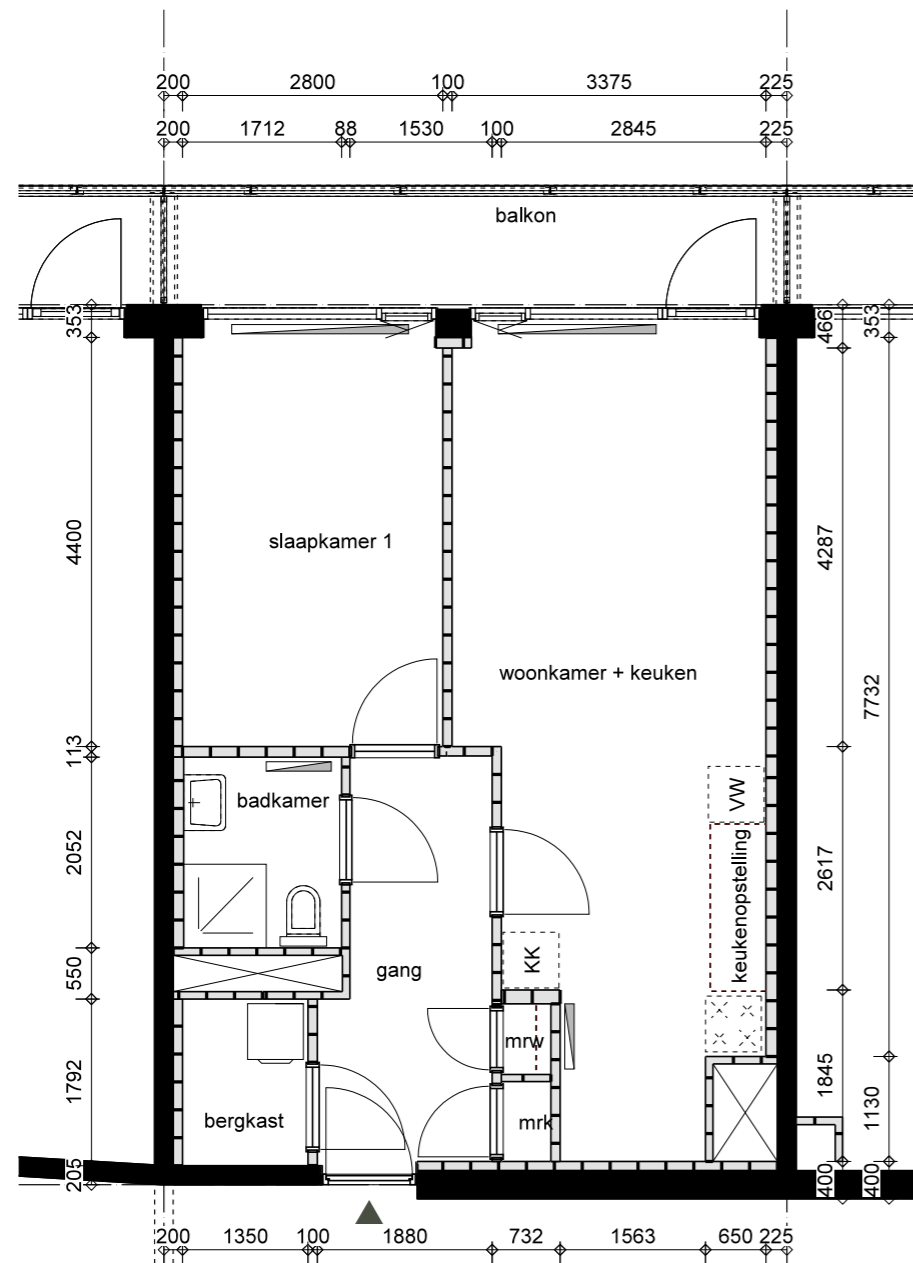 200 2800 100 3375 225
200 1712 88 1530 100 2845 225
balkon
353
466
353
4400
slaapkamer 1
4287
woonkamer + keuken
7732
113
badkamer
VW
2052
keukenopstelling
2617
gang
KK
550
mrw
1792
bergkast
mrk
1845
1130
205
400
400
200 1350 100 1880 732 1563 650 225